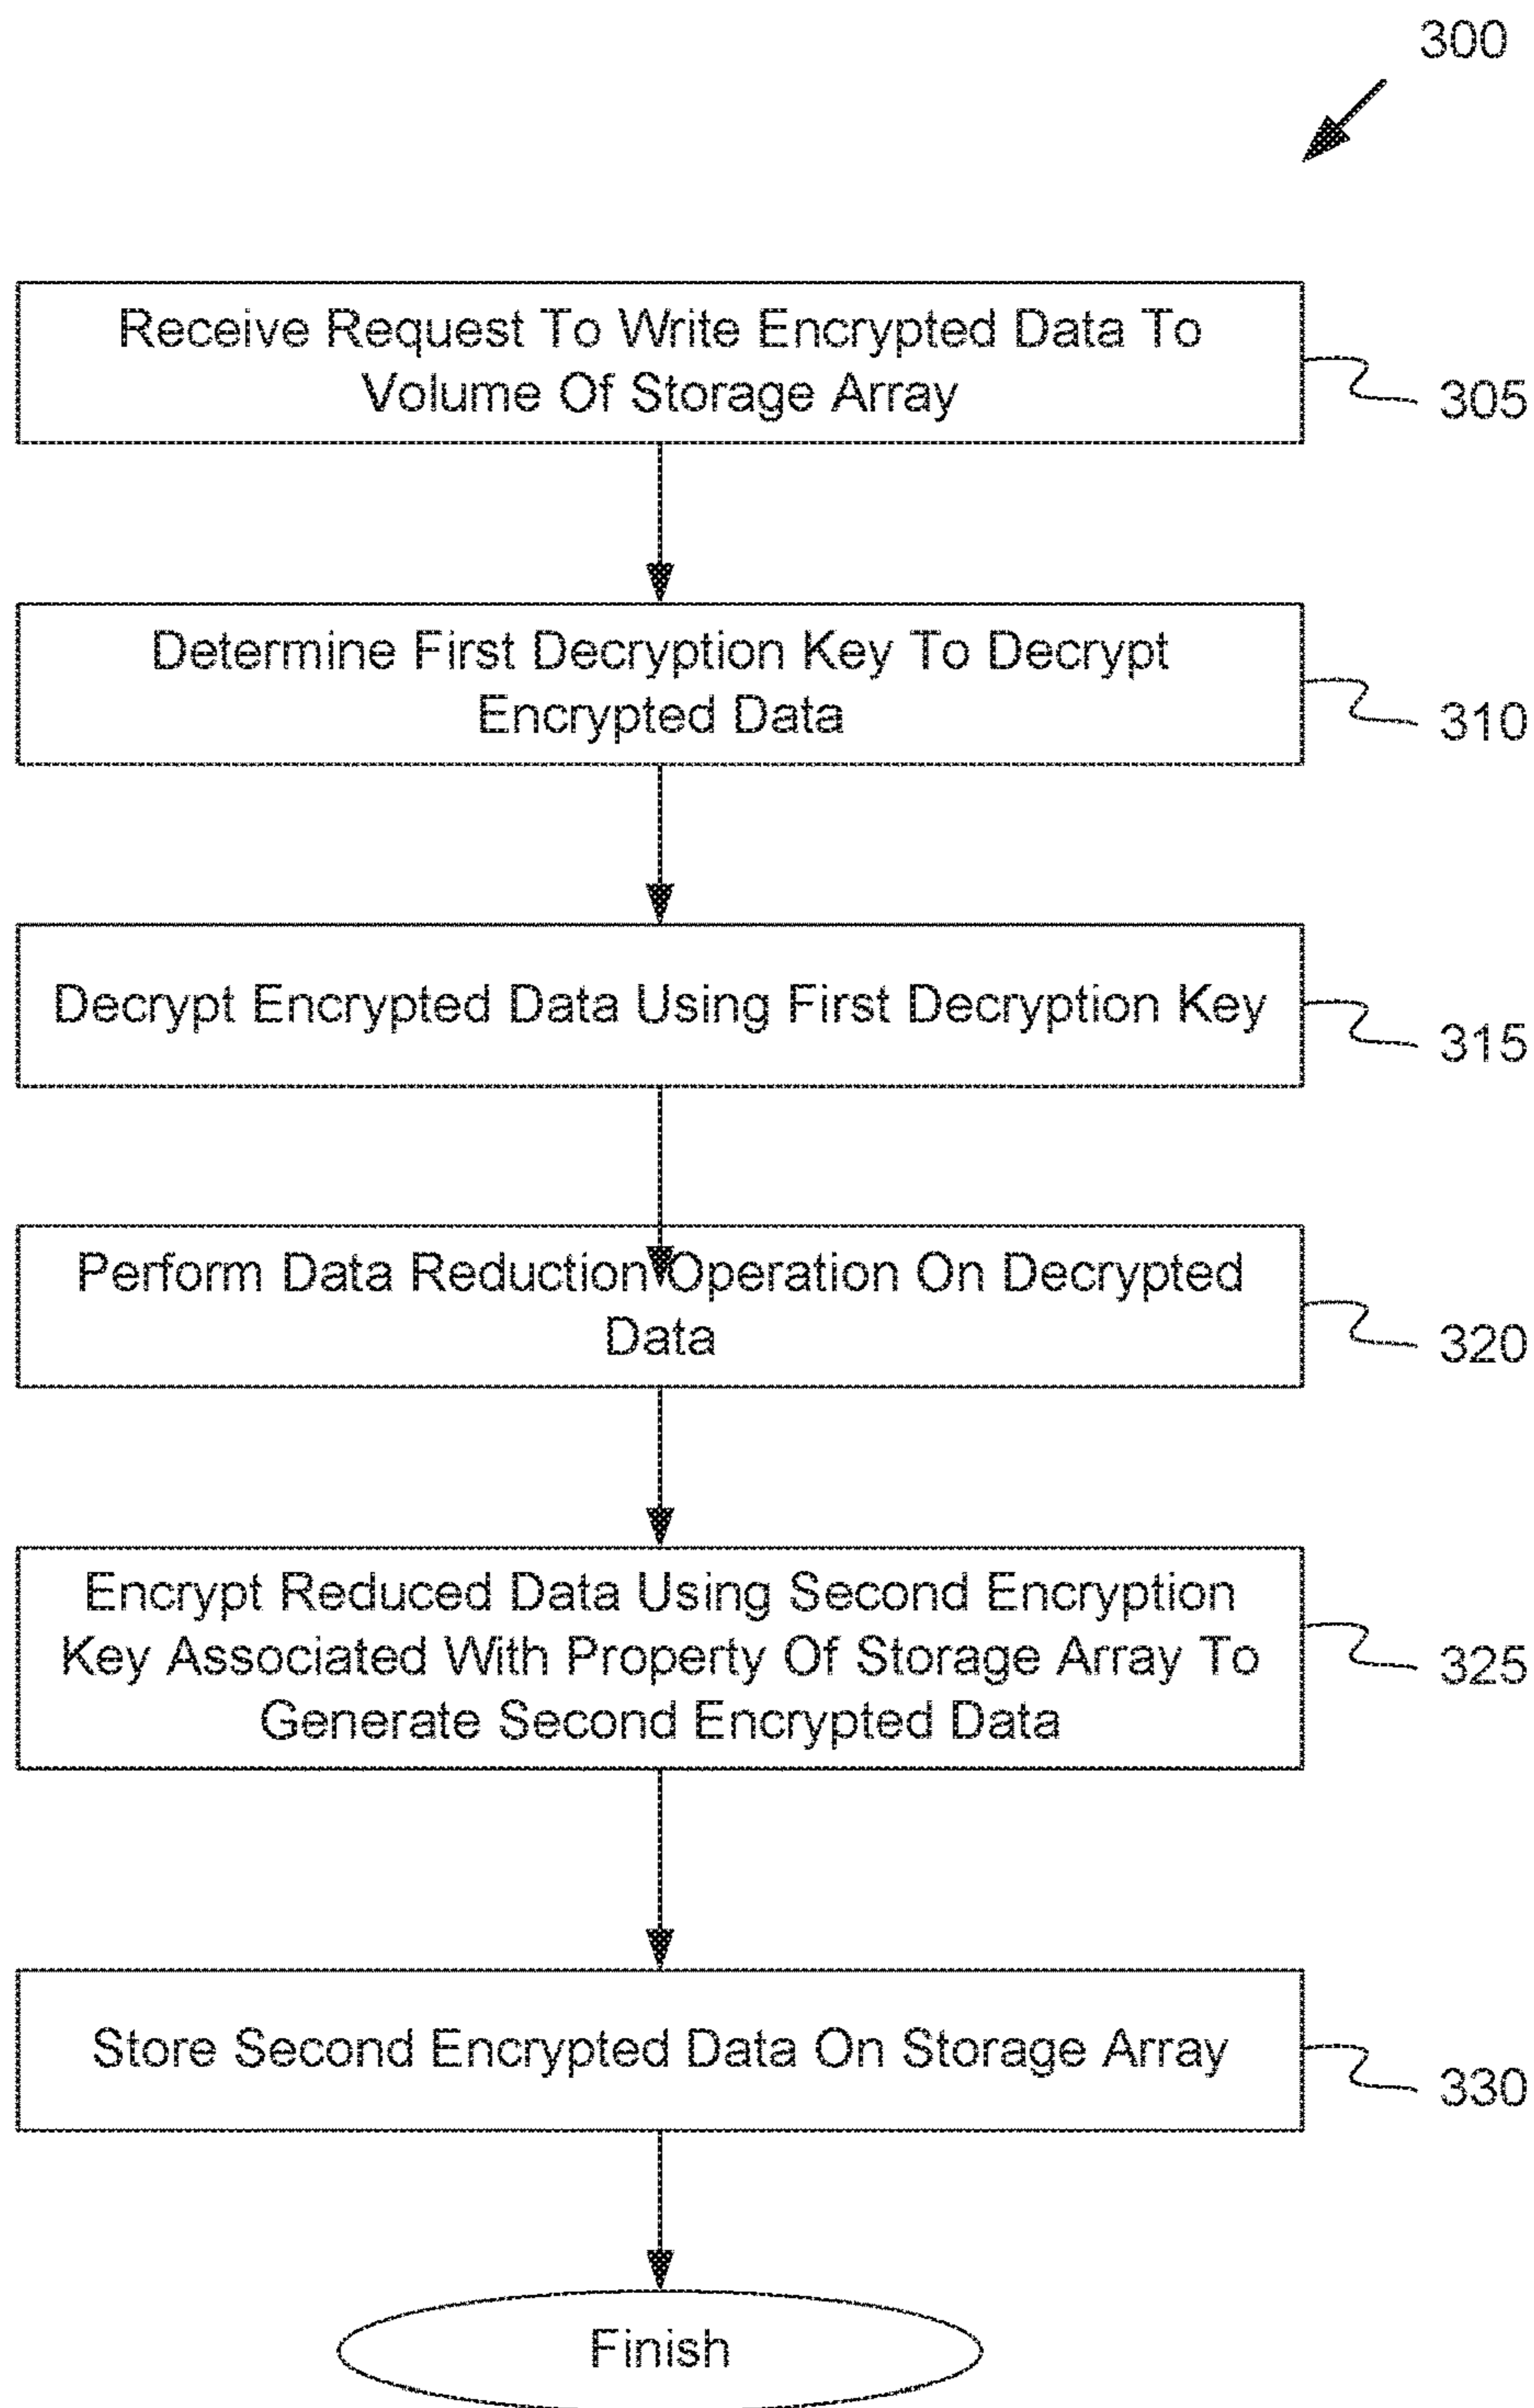 300
Receive Request To Write Encrypted Data To
Volume Of Storage Array
305
Determine First Decryption Key To Decrypt
Encrypted Data
310
Decrypt Encrypted Data Using First Decryption Key
315
Perform Data Reduction Operation On Decrypted
Data
320
Encrypt Reduced Data Using Second Encryption
Key Associated With Property Of Storage Array To
Generate Second Encrypted Data
325
Store Second Encrypted Data On Storage Array
330
Finish